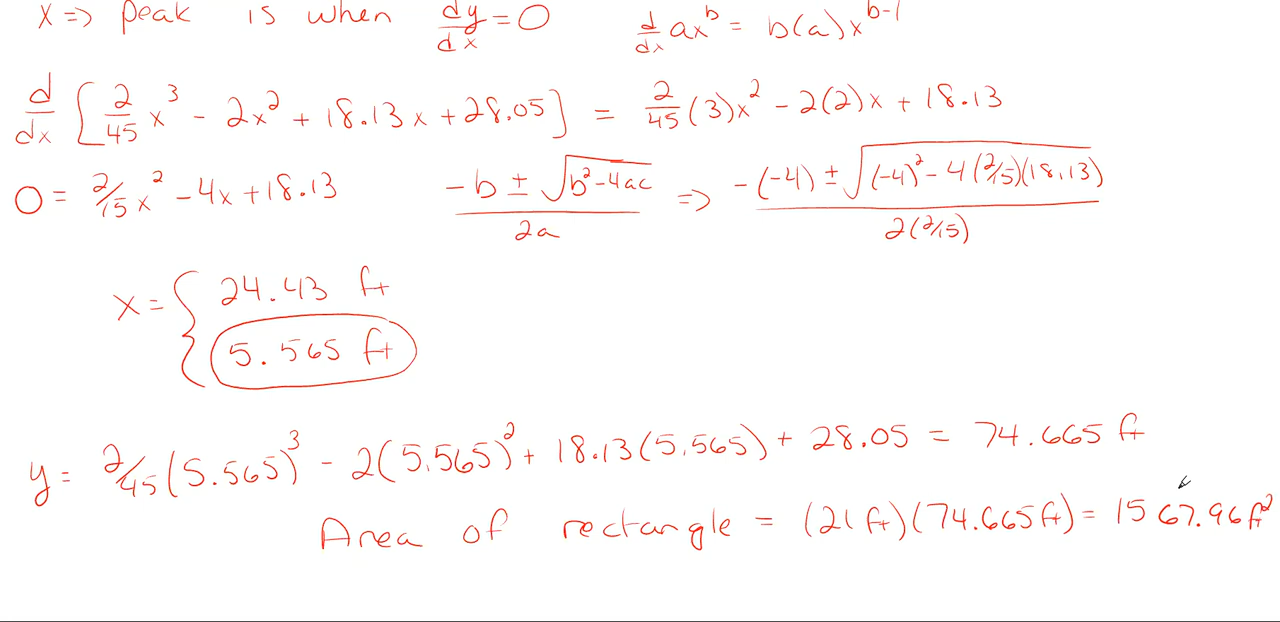 x => peak is when dy/dx = 0 d/dx ax^b = b(a)x^(b-1)
d/dx [2/45 x^3 - 2x^2 + 18.13x + 28.05] = 2/45 (3)x^2 - 2(2)x + 18.13
0 = 2/15 x^2 - 4x + 18.13 (-b ± √(b^2-4ac))/2a => (-(-4) ± √((-4)^2 - 4(2/15)(18.13)))/2(2/15)
x = { 24.43 ft
5.565 ft
y = 2/45 (5.565)^3 - 2(5.565)^2 + 18.13(5.565) + 28.05 = 74.665 ft
Area of rectangle = (21 ft)(74.665 ft) = 1567.96 ft^2